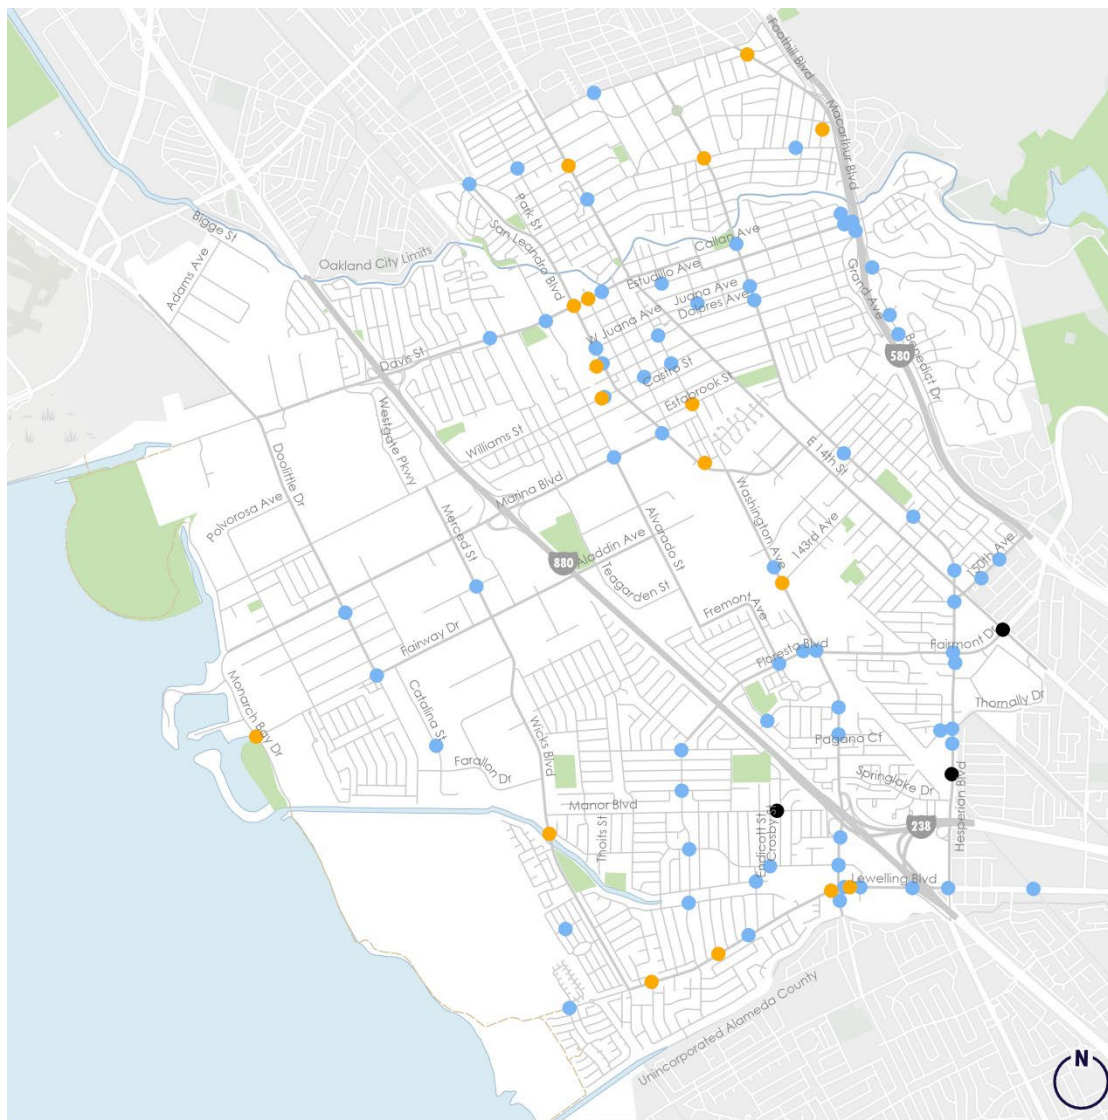 Foothill Blvd
Macarthur Blvd
Park St
Bigge St
San Leandro Blvd
Callan Ave
Oakland City Limits
Adams Ave
Estudillo Ave
Grand Ave
Juana Ave
Dolores Ave
W Juana Ave
Davis St
580
Benedict Dr
Castro St
Estabrook St
Westgate Pkwy
Williams St
E 14th St
Doolittle Dr
Marina Blvd
Polvorosa Ave
Merced St
Alvarado St
Washington Ave
143rd Ave
Aladdin Ave
880
Teagarden St
150th Ave
Fremont Ave
Fairway Dr
Floresta Blvd
Fairmont Dr
Monarch Bay Dr
Catalina St
Thornally Dr
Wicks Blvd
Pagano Ct
Farallon Dr
Springlake Dr
Manor Blvd
Hesperian Blvd
238
Thoits St
Endicott St
Crosby St
Lewelling Blvd
Unincorporated Alameda County
N